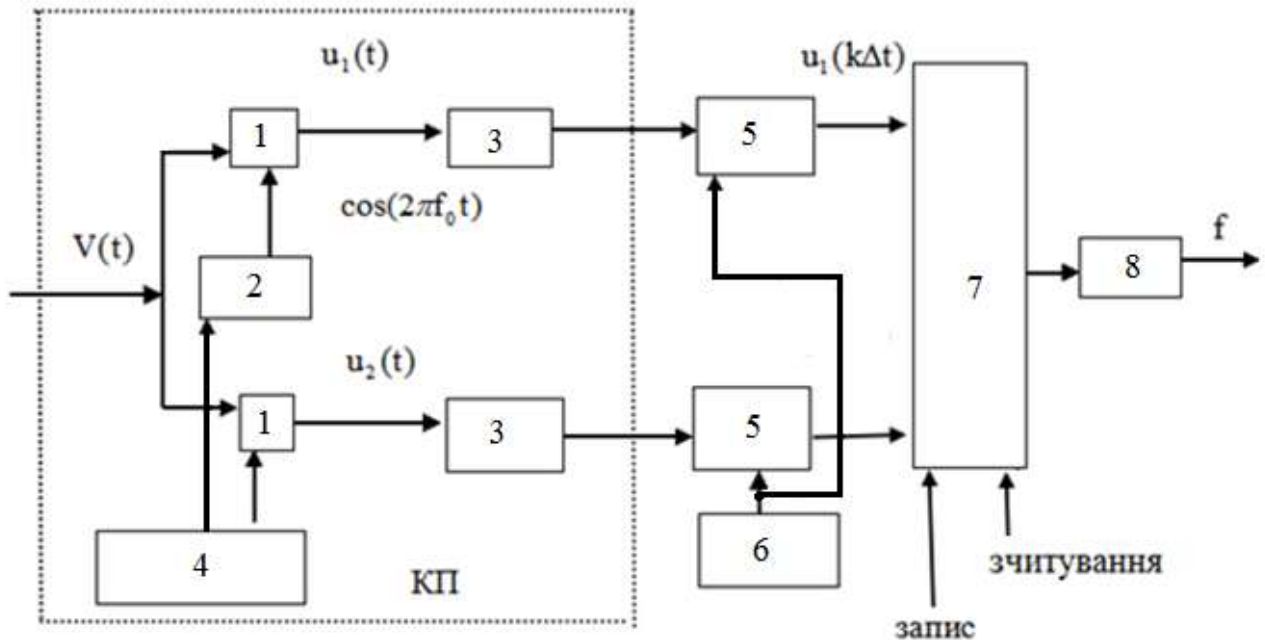 u₁(t)
u₁(kΔt)
1
3
5
cos(2πf₀t)
V(t)
2
7
8
f
u₂(t)
1
3
5
4
КП
6
зчитування
запис